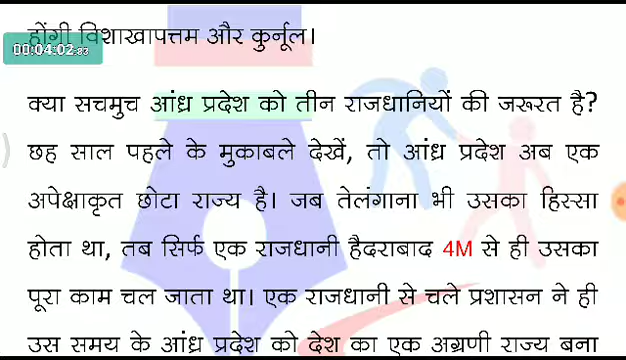 होंगी विशाखापत्तम और कुर्नूल।
00:04:02
क्या सचमुच आंध्र प्रदेश को तीन राजधानियों की जरूरत है?
छह साल पहले के मुकाबले देखें, तो आंध्र प्रदेश अब एक
अपेक्षाकृत छोटा राज्य है। जब तेलंगाना भी उसका हिस्सा
होता था, तब सिर्फ एक राजधानी हैदराबाद 4M से ही उसका
पूरा काम चल जाता था। एक राजधानी से चले प्रशासन ने ही
उस समय के आंध्र प्रदेश को देश का एक अग्रणी राज्य बना